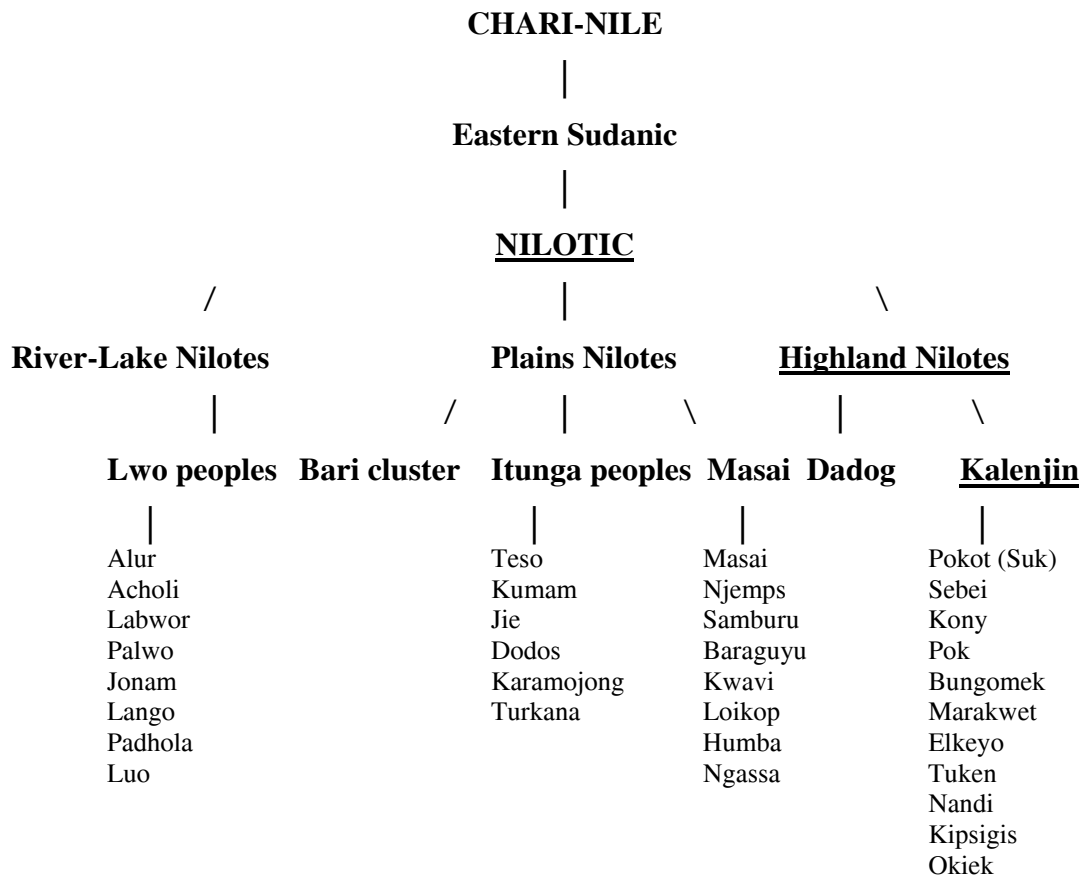 CHARI-NILE
|
Eastern Sudanic
|
NILOTIC
/ | \
River-Lake Nilotes Plains Nilotes Highland Nilotes
| / | \ | \
Lwo peoples Bari cluster Itunga peoples Masai Dadog Kalenjin
| | | |
Alur Teso Masai Pokot (Suk)
Acholi Kumam Njemps Sebei
Labwor Jie Samburu Kony
Palwo Dodos Baraguyu Pok
Jonam Karamojong Kwavi Bungomek
Lango Turkana Loikop Marakwet
Padhola Humba Elkeyo
Luo Ngassa Tuken
Nandi
Kipsigis
Okiek